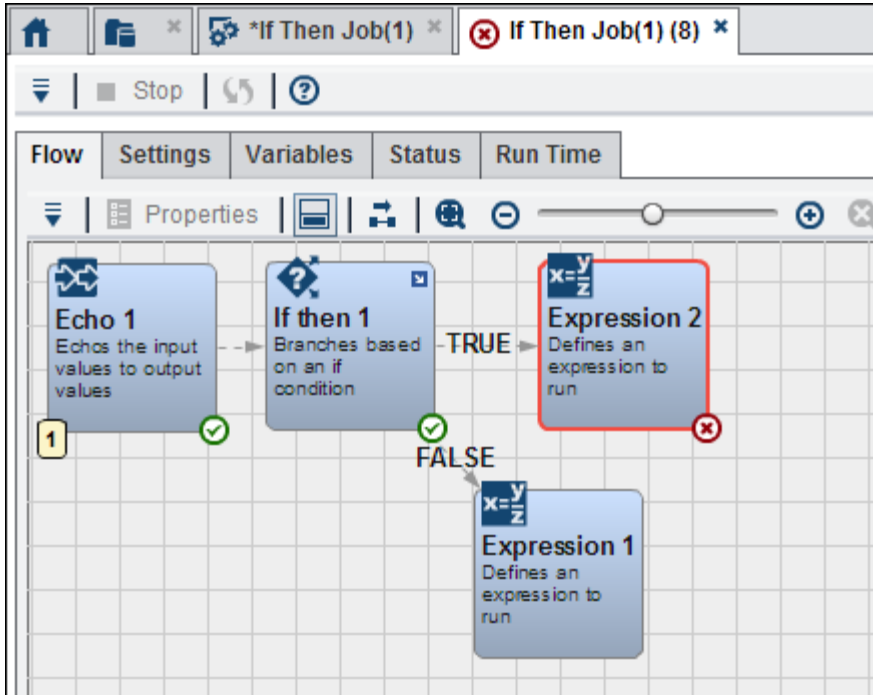 *If Then Job(1)
If Then Job(1) (8)
Stop
Flow
Settings
Variables
Status
Run Time
Properties
Echo 1
Echos the input
values to output
values
1
If then 1
Branches based
on an if
condition
TRUE
x=y/z
Expression 2
Defines an
expression to
run
FALSE
x=y/z
Expression 1
Defines an
expression to
run